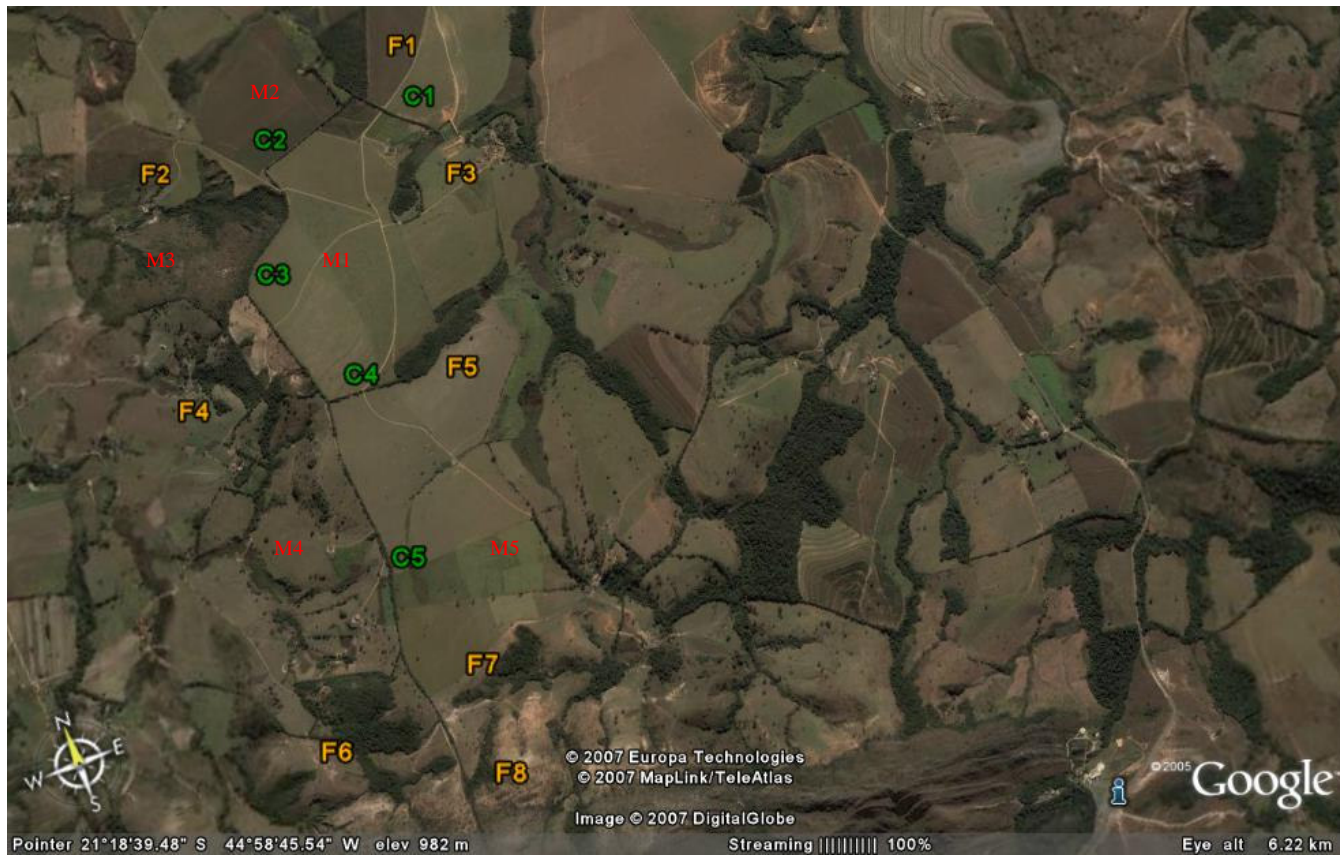 F1
M2
C1
C2
F2
F3
M3
C3
M1
C4
F5
F4
M4
C5
M5
F7
F6
F8
N
W E
S
© 2007 Europa Technologies
© 2007 MapLink/TeleAtlas
Image © 2007 DigitalGlobe
© 2005 Google
Pointer 21°18'39.48" S 44°58'45.54" W elev 982 m Streaming |||||||||| 100% Eye alt 6.22 km